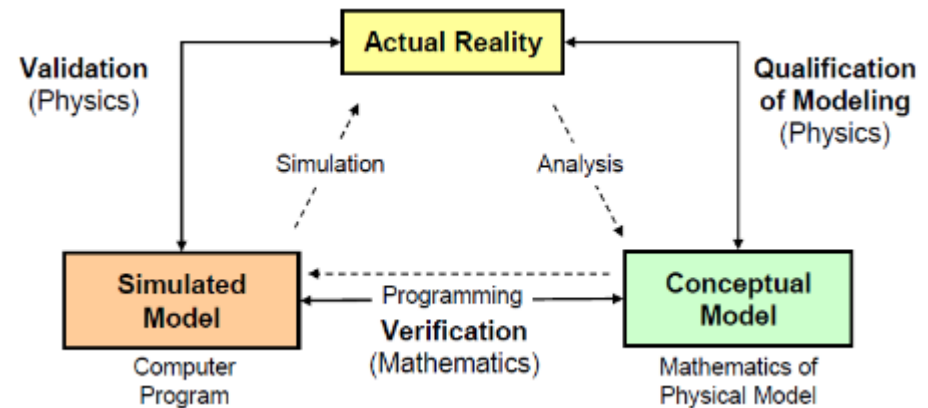 Actual Reality
Validation
(Physics)
Qualification
of Modeling
(Physics)
Simulation
Analysis
Simulated
Model
Programming
Verification
(Mathematics)
Conceptual
Model
Computer
Program
Mathematics of
Physical Model